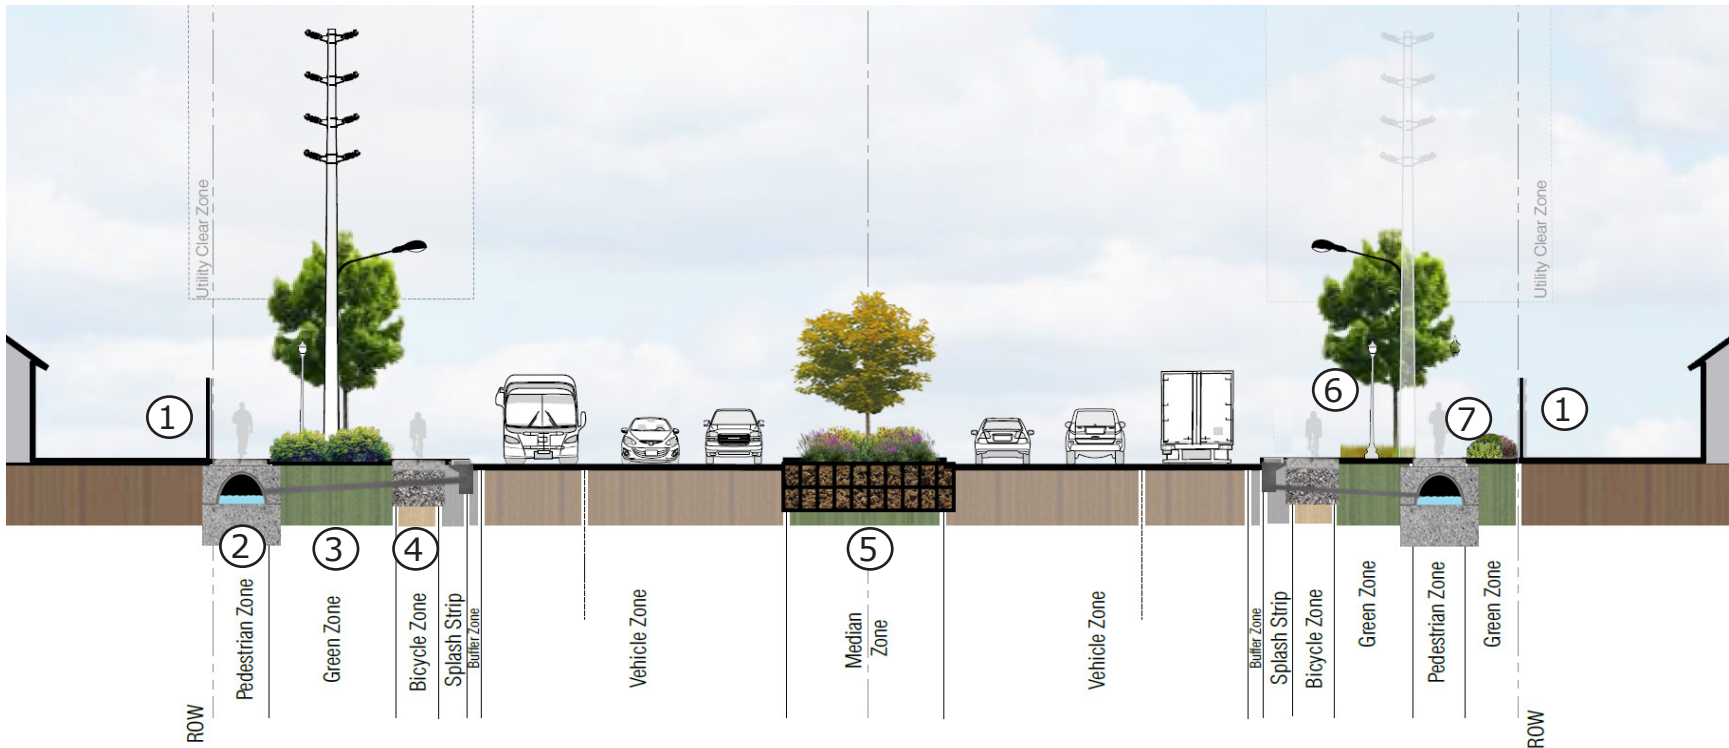 Utility Clear Zone
Utility Clear Zone
1
6
7
1
2
3
4
5
ROW
Pedestrian Zone
Green Zone
Bicycle Zone
Splash Strip
Buffer Zone
Vehicle Zone
Median
Zone
Vehicle Zone
Buffer Zone
Splash Strip
Bicycle Zone
Green Zone
Pedestrian Zone
Green Zone
ROW